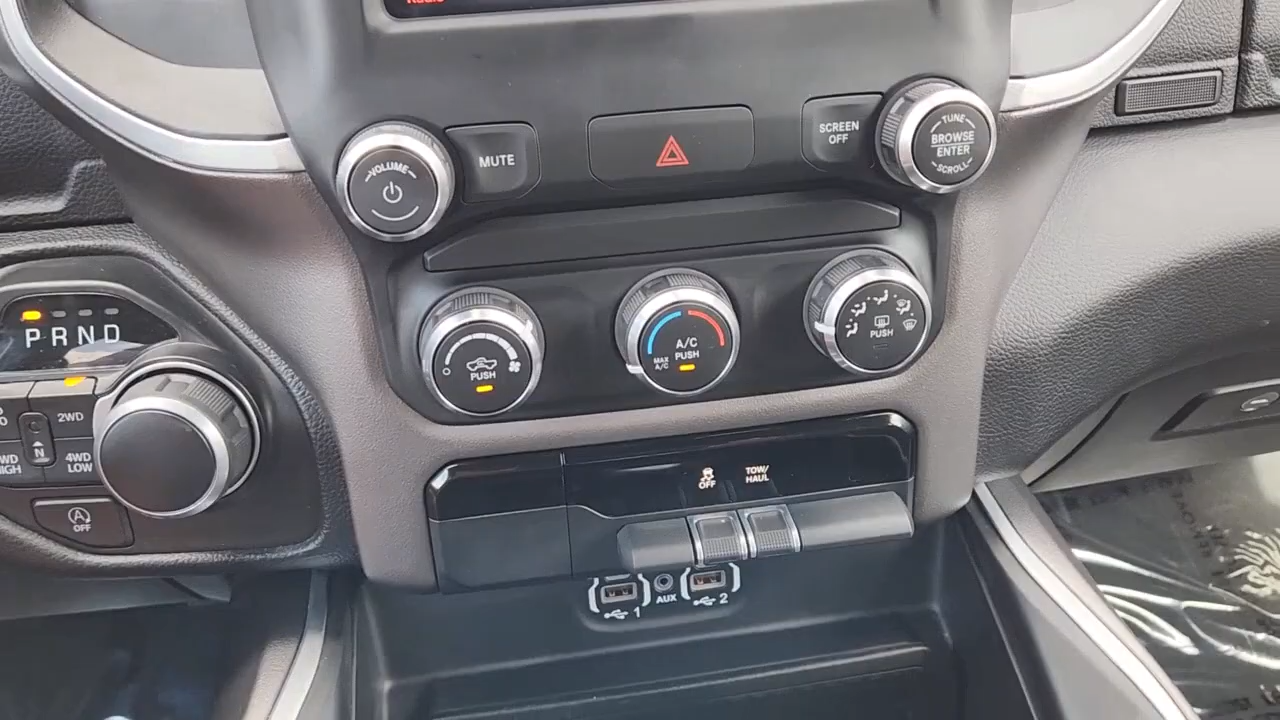 VOLUME
MUTE
SCREEN
OFF
TUNE
BROWSE
ENTER
SCROLL
PRND
2WD
N
4WD
LOW
HIGH
A
OFF
PUSH
A/C
PUSH
MAX
A/C
PUSH
OFF
TOW/
HAUL
1
AUX
2